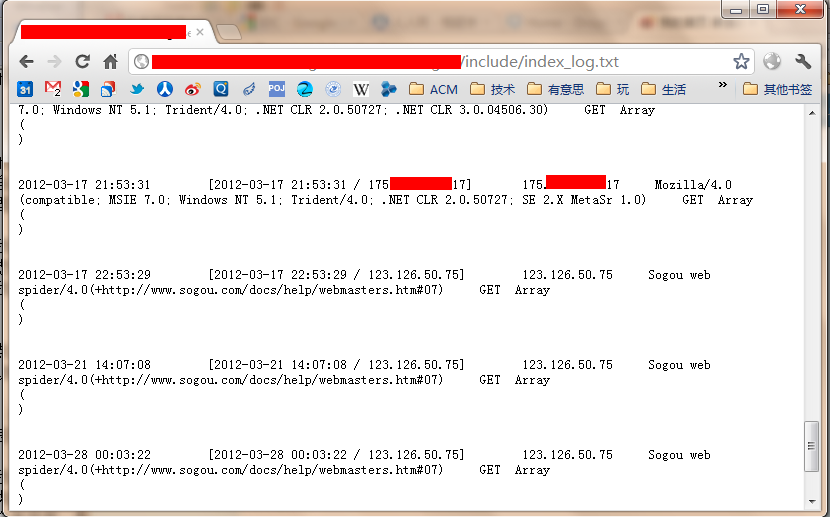 /include/index_log.txt
31 2 POJ W ACM 技术 有意思 玩 生活 » 其他书签
7.0; Windows NT 5.1; Trident/4.0; .NET CLR 2.0.50727; .NET CLR 3.0.04506.30) GET Array
(
)
2012-03-17 21:53:31 [2012-03-17 21:53:31 / 175 17] 175. 17 Mozilla/4.0
(compatible; MSIE 7.0; Windows NT 5.1; Trident/4.0; .NET CLR 2.0.50727; SE 2.X MetaSr 1.0) GET Array
(
)
2012-03-17 22:53:29 [2012-03-17 22:53:29 / 123.126.50.75] 123.126.50.75 Sogou web
spider/4.0(+http://www.sogou.com/docs/help/webmasters.htm#07) GET Array
(
)
2012-03-21 14:07:08 [2012-03-21 14:07:08 / 123.126.50.75] 123.126.50.75 Sogou web
spider/4.0(+http://www.sogou.com/docs/help/webmasters.htm#07) GET Array
(
)
2012-03-28 00:03:22 [2012-03-28 00:03:22 / 123.126.50.75] 123.126.50.75 Sogou web
spider/4.0(+http://www.sogou.com/docs/help/webmasters.htm#07) GET Array
(
)